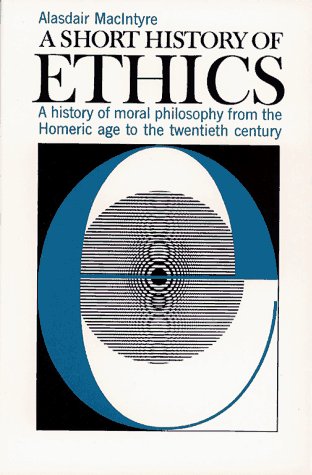 Alasdair MacIntyre
A SHORT HISTORY OF
ETHICS
A history of moral philosophy from the
Homeric age to the twentieth century